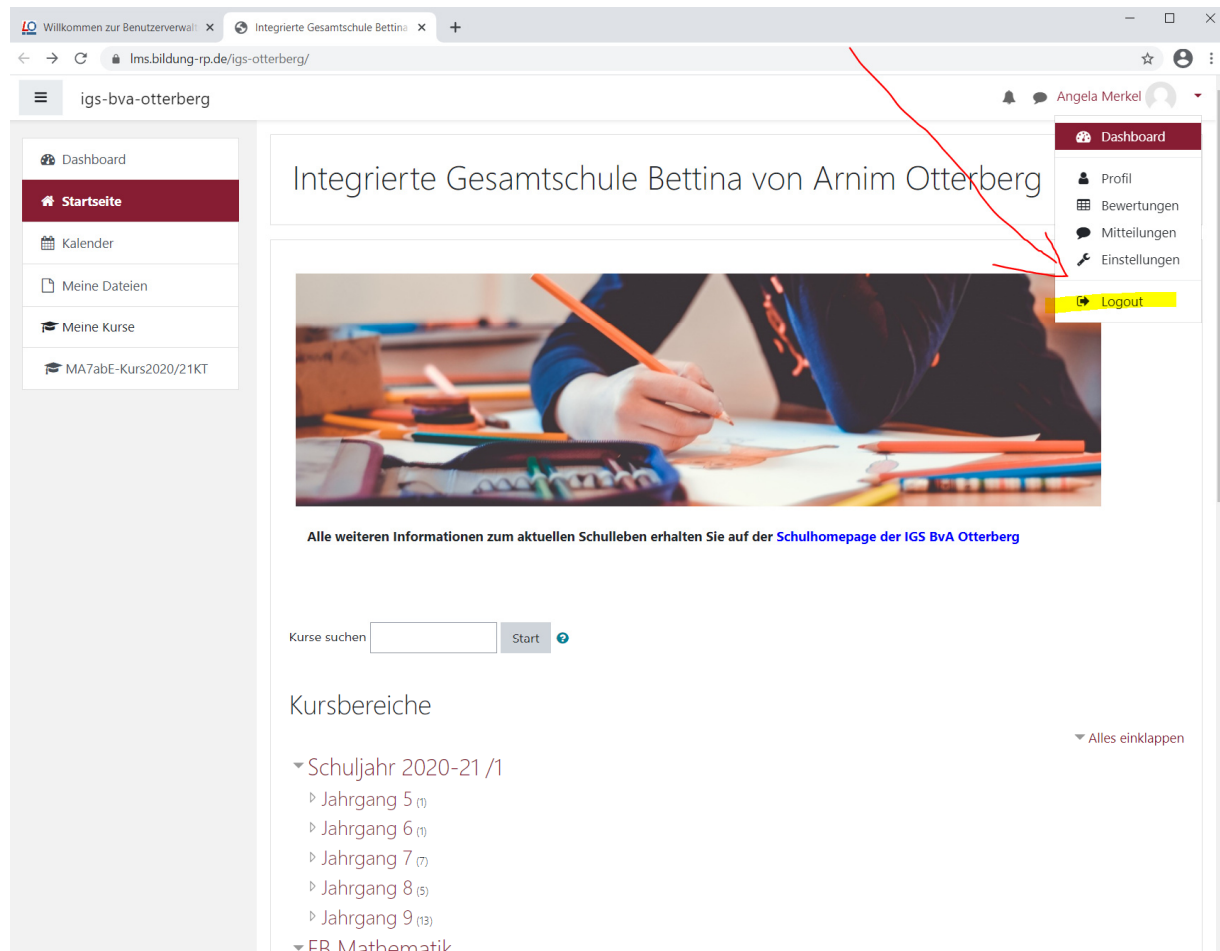 Willkommen zur Benutzerverwalt
Integrierte Gesamtschule Bettina
lms.bildung-rp.de/igs-otterberg/
igs-bva-otterberg
Angela Merkel
Dashboard
Startseite
Kalender
Meine Dateien
Meine Kurse
MA7abE-Kurs2020/21KT
Integrierte Gesamtschule Bettina von Arnim Otterberg
Dashboard
Profil
Bewertungen
Mitteilungen
Einstellungen
Logout
Alle weiteren Informationen zum aktuellen Schulleben erhalten Sie auf der Schulhomepage der IGS BvA Otterberg
Kurse suchen
Start
Kursbereiche
Alles einklappen
Schuljahr 2020-21 /1
Jahrgang 5 (1)
Jahrgang 6 (1)
Jahrgang 7 (7)
Jahrgang 8 (5)
Jahrgang 9 (13)
FB Mathematik